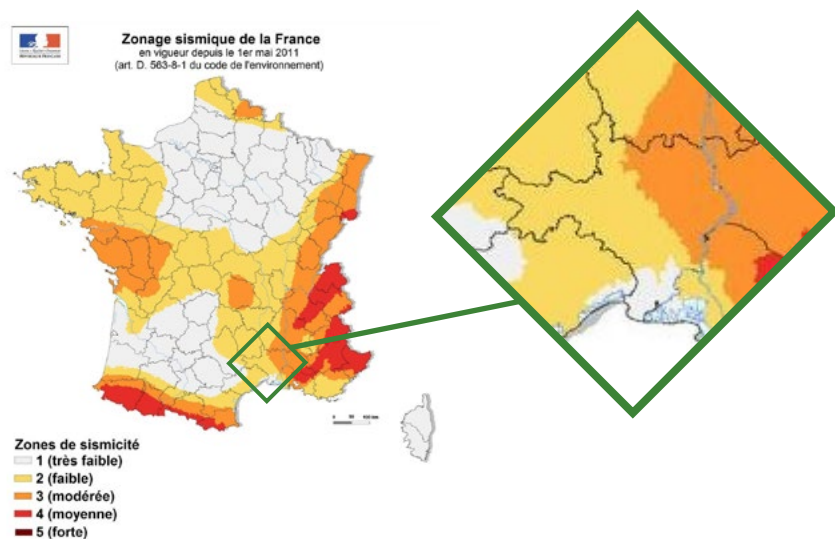 Zonage sismique de la France
en vigueur depuis le 1er mai 2011
(art. D. 563-8-1 du code de l'environnement)
Zones de sismicité
1 (très faible)
2 (faible)
3 (modérée)
4 (moyenne)
5 (forte)